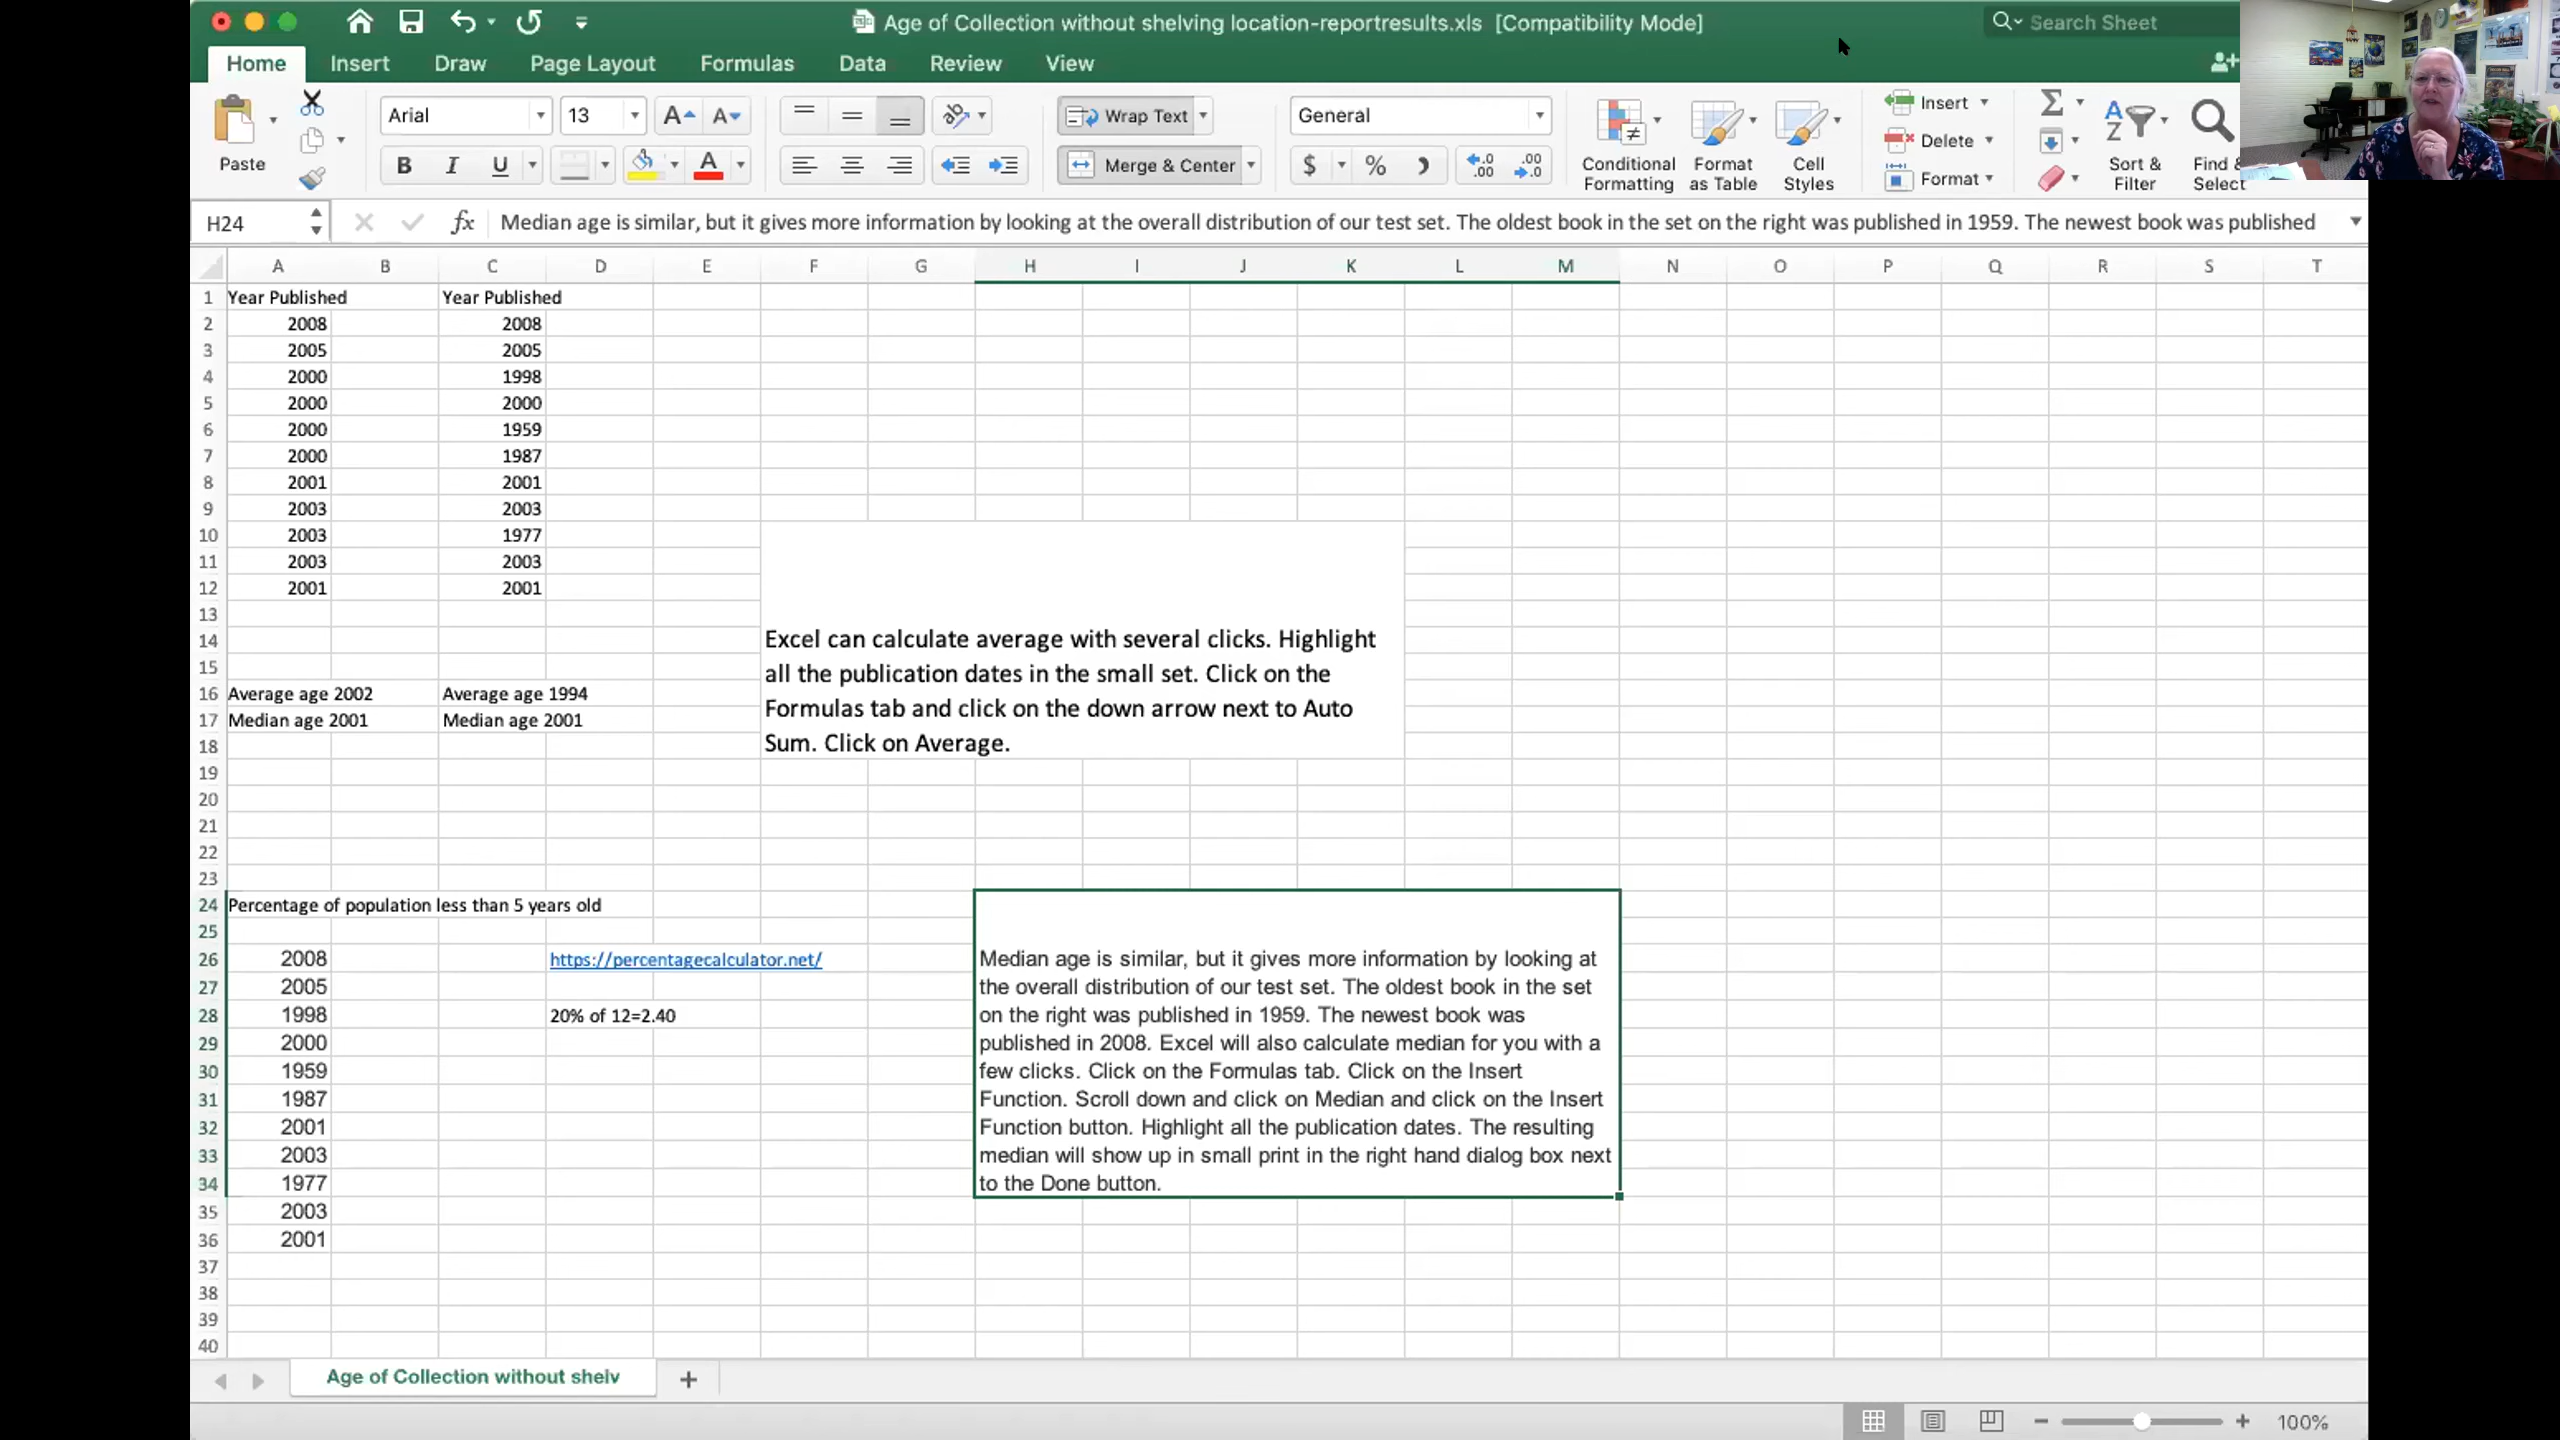 Age of Collection without shelving location-reportresults.xls [Compatibility Mode]
Search Sheet
Home Insert Draw Page Layout Formulas Data Review View
Paste
Arial 13
B I U
Wrap Text
Merge & Center
General
$ %
Conditional Formatting
Format as Table
Cell Styles
Insert
Delete
Format
Sort & Filter
Find & Select
H24 fx Median age is similar, but it gives more information by looking at the overall distribution of our test set. The oldest book in the set on the right was published in 1959. The newest book was published
A B C D E F G H I J K L M N O P Q R S T
1 Year Published Year Published
2 2008 2008
3 2005 2005
4 2000 1998
5 2000 2000
6 2000 1959
7 2000 1987
8 2001 2001
9 2003 2003
10 2003 1977
11 2003 2003
12 2001 2001
13
14
15
16 Average age 2002 Average age 1994
17 Median age 2001 Median age 2001
18
Excel can calculate average with several clicks. Highlight
all the publication dates in the small set. Click on the
Formulas tab and click on the down arrow next to Auto
Sum. Click on Average.
19
20
21
22
23
24 Percentage of population less than 5 years old
25
26 2008 https://percentagecalculator.net/
27 2005
28 1998 20% of 12=2.40
29 2000
30 1959
31 1987
32 2001
33 2003
34 1977
35 2003
36 2001
37
38
39
40
Median age is similar, but it gives more information by looking at
the overall distribution of our test set. The oldest book in the set
on the right was published in 1959. The newest book was
published in 2008. Excel will also calculate median for you with a
few clicks. Click on the Formulas tab. Click on the Insert
Function. Scroll down and click on Median and click on the Insert
Function button. Highlight all the publication dates. The resulting
median will show up in small print in the right hand dialog box next
to the Done button.
Age of Collection without shelv
100%